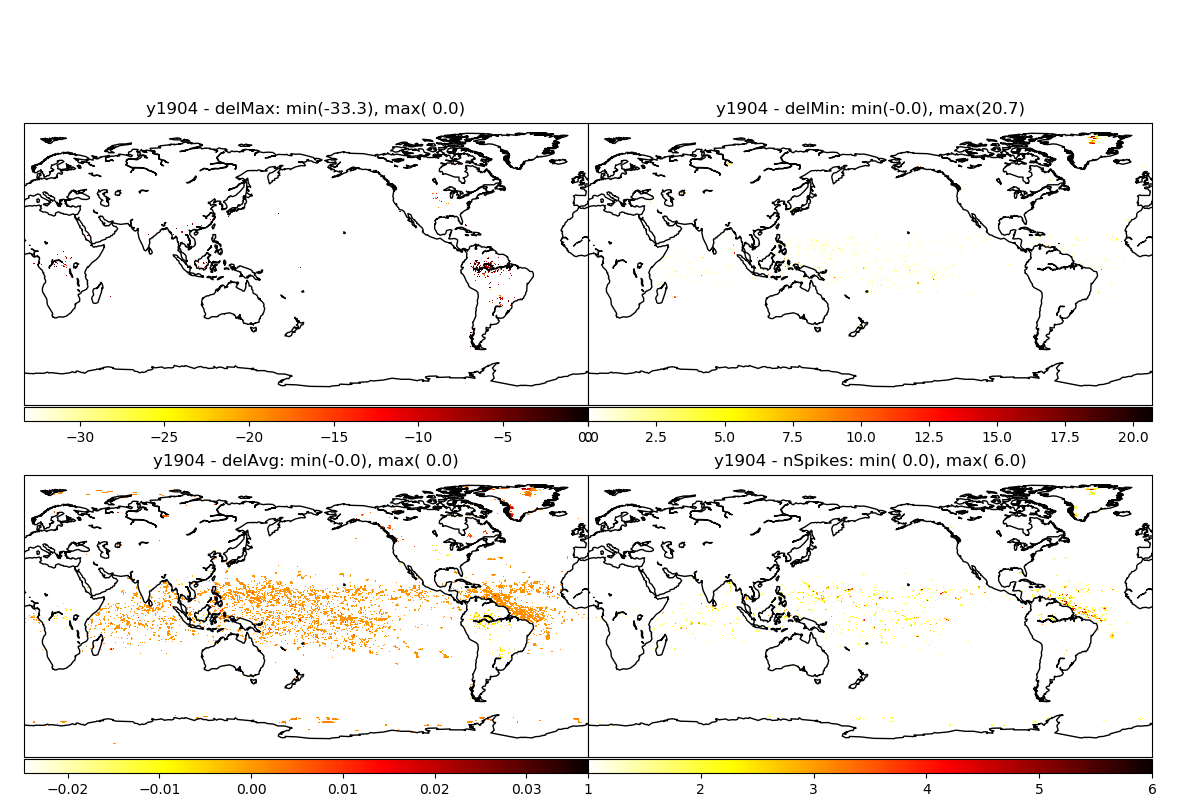 y1904 - delMax: min(-33.3), max( 0.0)
y1904 - delMin: min(-0.0), max(20.7)
−30 −25 −20 −15 −10 −5 0
0.0 2.5 5.0 7.5 10.0 12.5 15.0 17.5 20.0
y1904 - delAvg: min(-0.0), max( 0.0)
y1904 - nSpikes: min( 0.0), max( 6.0)
−0.02 −0.01 0.00 0.01 0.02 0.03
1 2 3 4 5 6